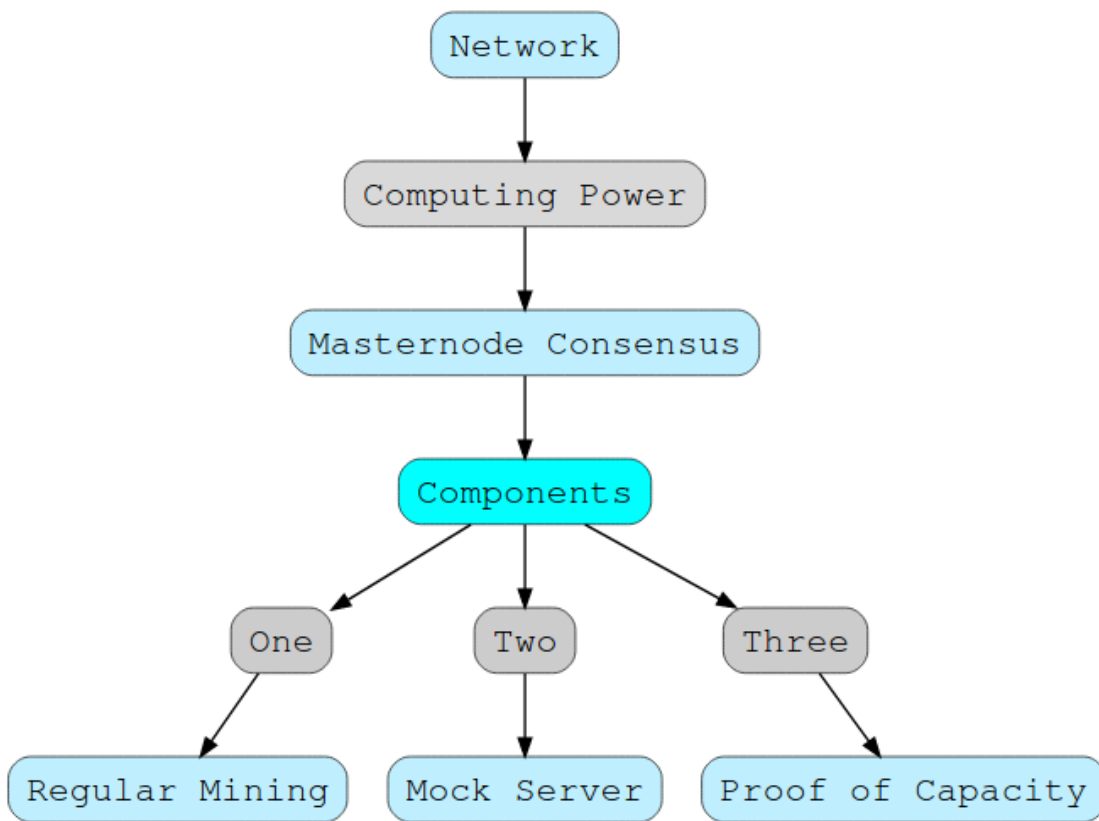 Network
Computing Power
Masternode Consensus
Components
One
Two
Three
Regular Mining
Mock Server
Proof of Capacity